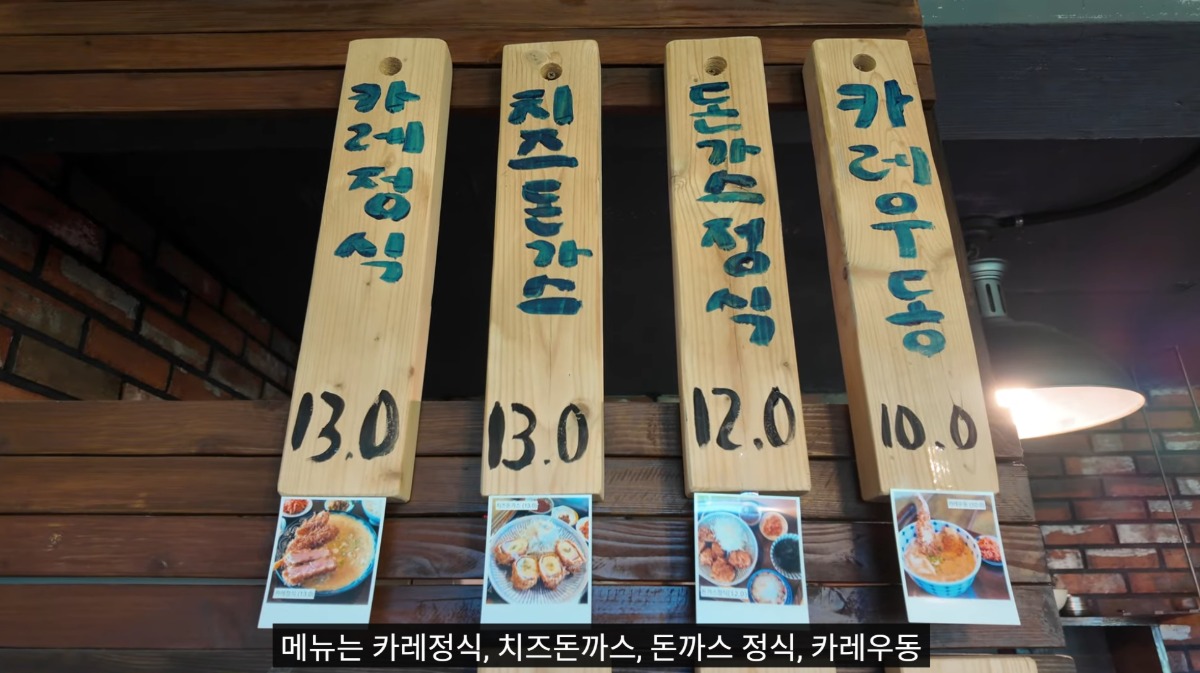 카레정식
13.0
치즈돈가스
13.0
돈가스정식
12.0
카레우동
10.0
메뉴는 카레정식, 치즈돈까스, 돈까스 정식, 카레우동